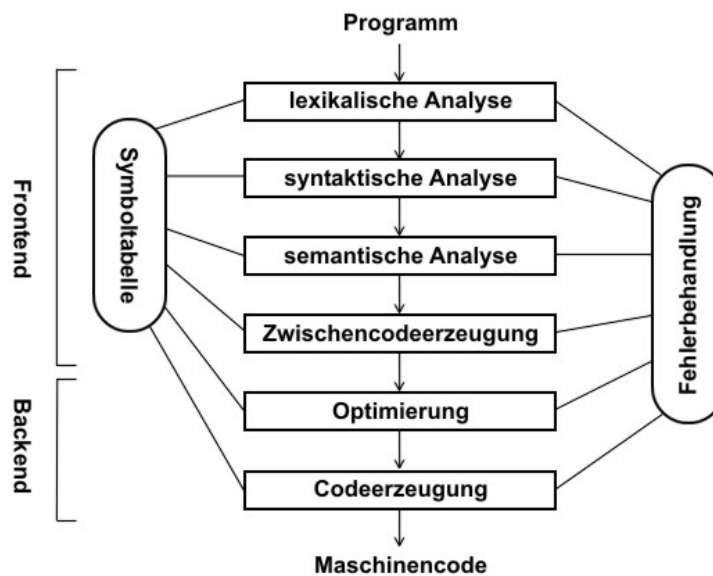 Programm
lexikalische Analyse
syntaktische Analyse
semantische Analyse
Zwischencodeerzeugung
Optimierung
Codeerzeugung
Maschinencode
Frontend
Backend
Symboltabelle
Fehlerbehandlung